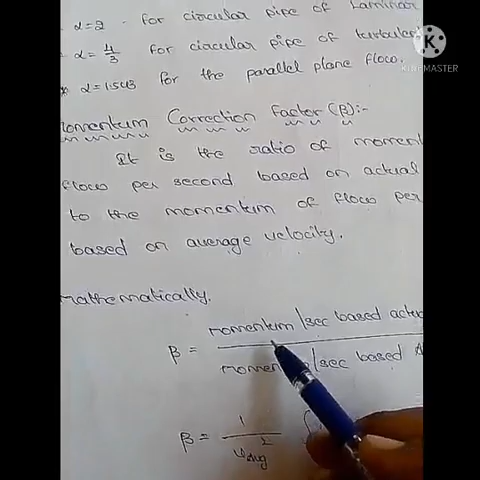 α=2 - for circular pipe of Laminar
α = 4/3 for circular pipe of turbular
α=1.543 for the parallel plane flow.
Momentum Correction Factor (β):-
It is the ratio of moment
flow per second based on actual
to the momentum of flow per
based on average velocity.
mathematically.
β = momentum/sec based actu
momen /sec based A
β = 1 / VAvg² ∫
KINEMASTER